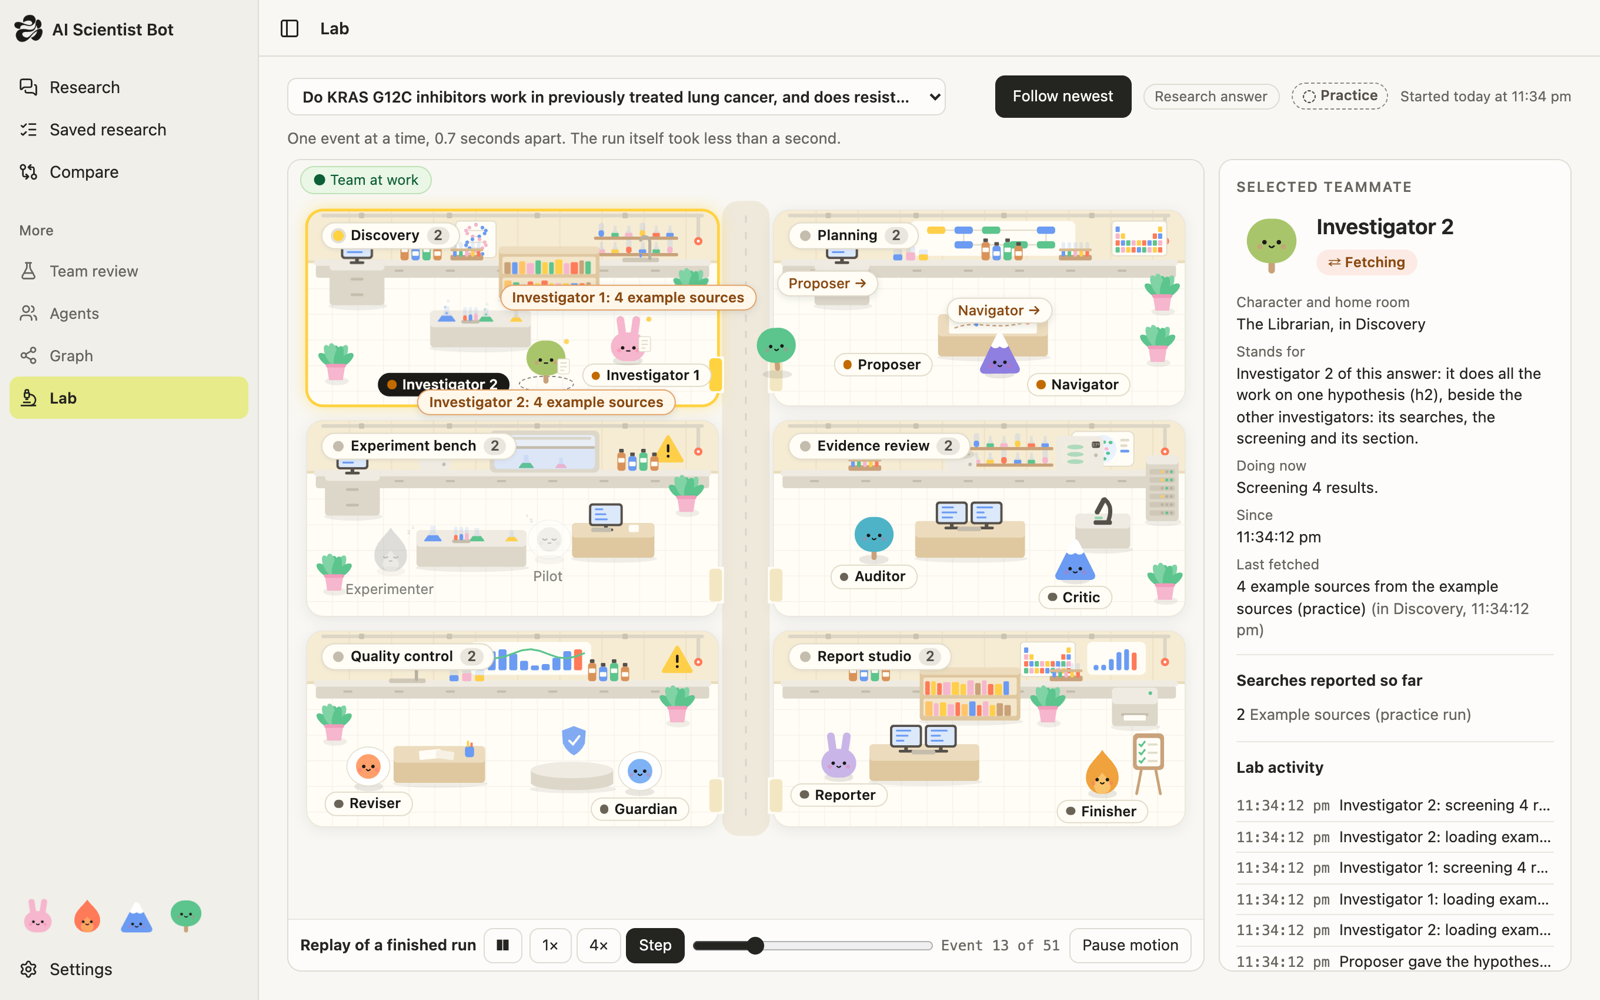 AI Scientist Bot
Research
Saved research
Compare
More
Team review
Agents
Graph
Lab
Settings
Lab
Do KRAS G12C inhibitors work in previously treated lung cancer, and does resist...
Follow newest
Research answer
Practice
Started today at 11:34 pm
One event at a time, 0.7 seconds apart. The run itself took less than a second.
Team at work
Discovery 2
Investigator 1: 4 example sources
Investigator 1
Investigator 2
Investigator 2: 4 example sources
Planning 2
Proposer →
Navigator →
Proposer
Navigator
Experiment bench 2
Experimenter
Pilot
Evidence review 2
Auditor
Critic
Quality control 2
Reviser
Guardian
Report studio 2
Reporter
Finisher
Replay of a finished run
1×
4×
Step
Event 13 of 51
Pause motion
SELECTED TEAMMATE
Investigator 2
Fetching
Character and home room
The Librarian, in Discovery
Stands for
Investigator 2 of this answer: it does all the
work on one hypothesis (h2), beside the
other investigators: its searches, the
screening and its section.
Doing now
Screening 4 results.
Since
11:34:12 pm
Last fetched
4 example sources from the example
sources (practice) (in Discovery, 11:34:12
pm)
Searches reported so far
2 Example sources (practice run)
Lab activity
11:34:12 pm Investigator 2: screening 4 r...
11:34:12 pm Investigator 2: loading exam...
11:34:12 pm Investigator 1: screening 4 r...
11:34:12 pm Investigator 1: loading exam...
11:34:12 pm Investigator 2: loading exam...
11:34:12 pm Proposer gave the hypothes...